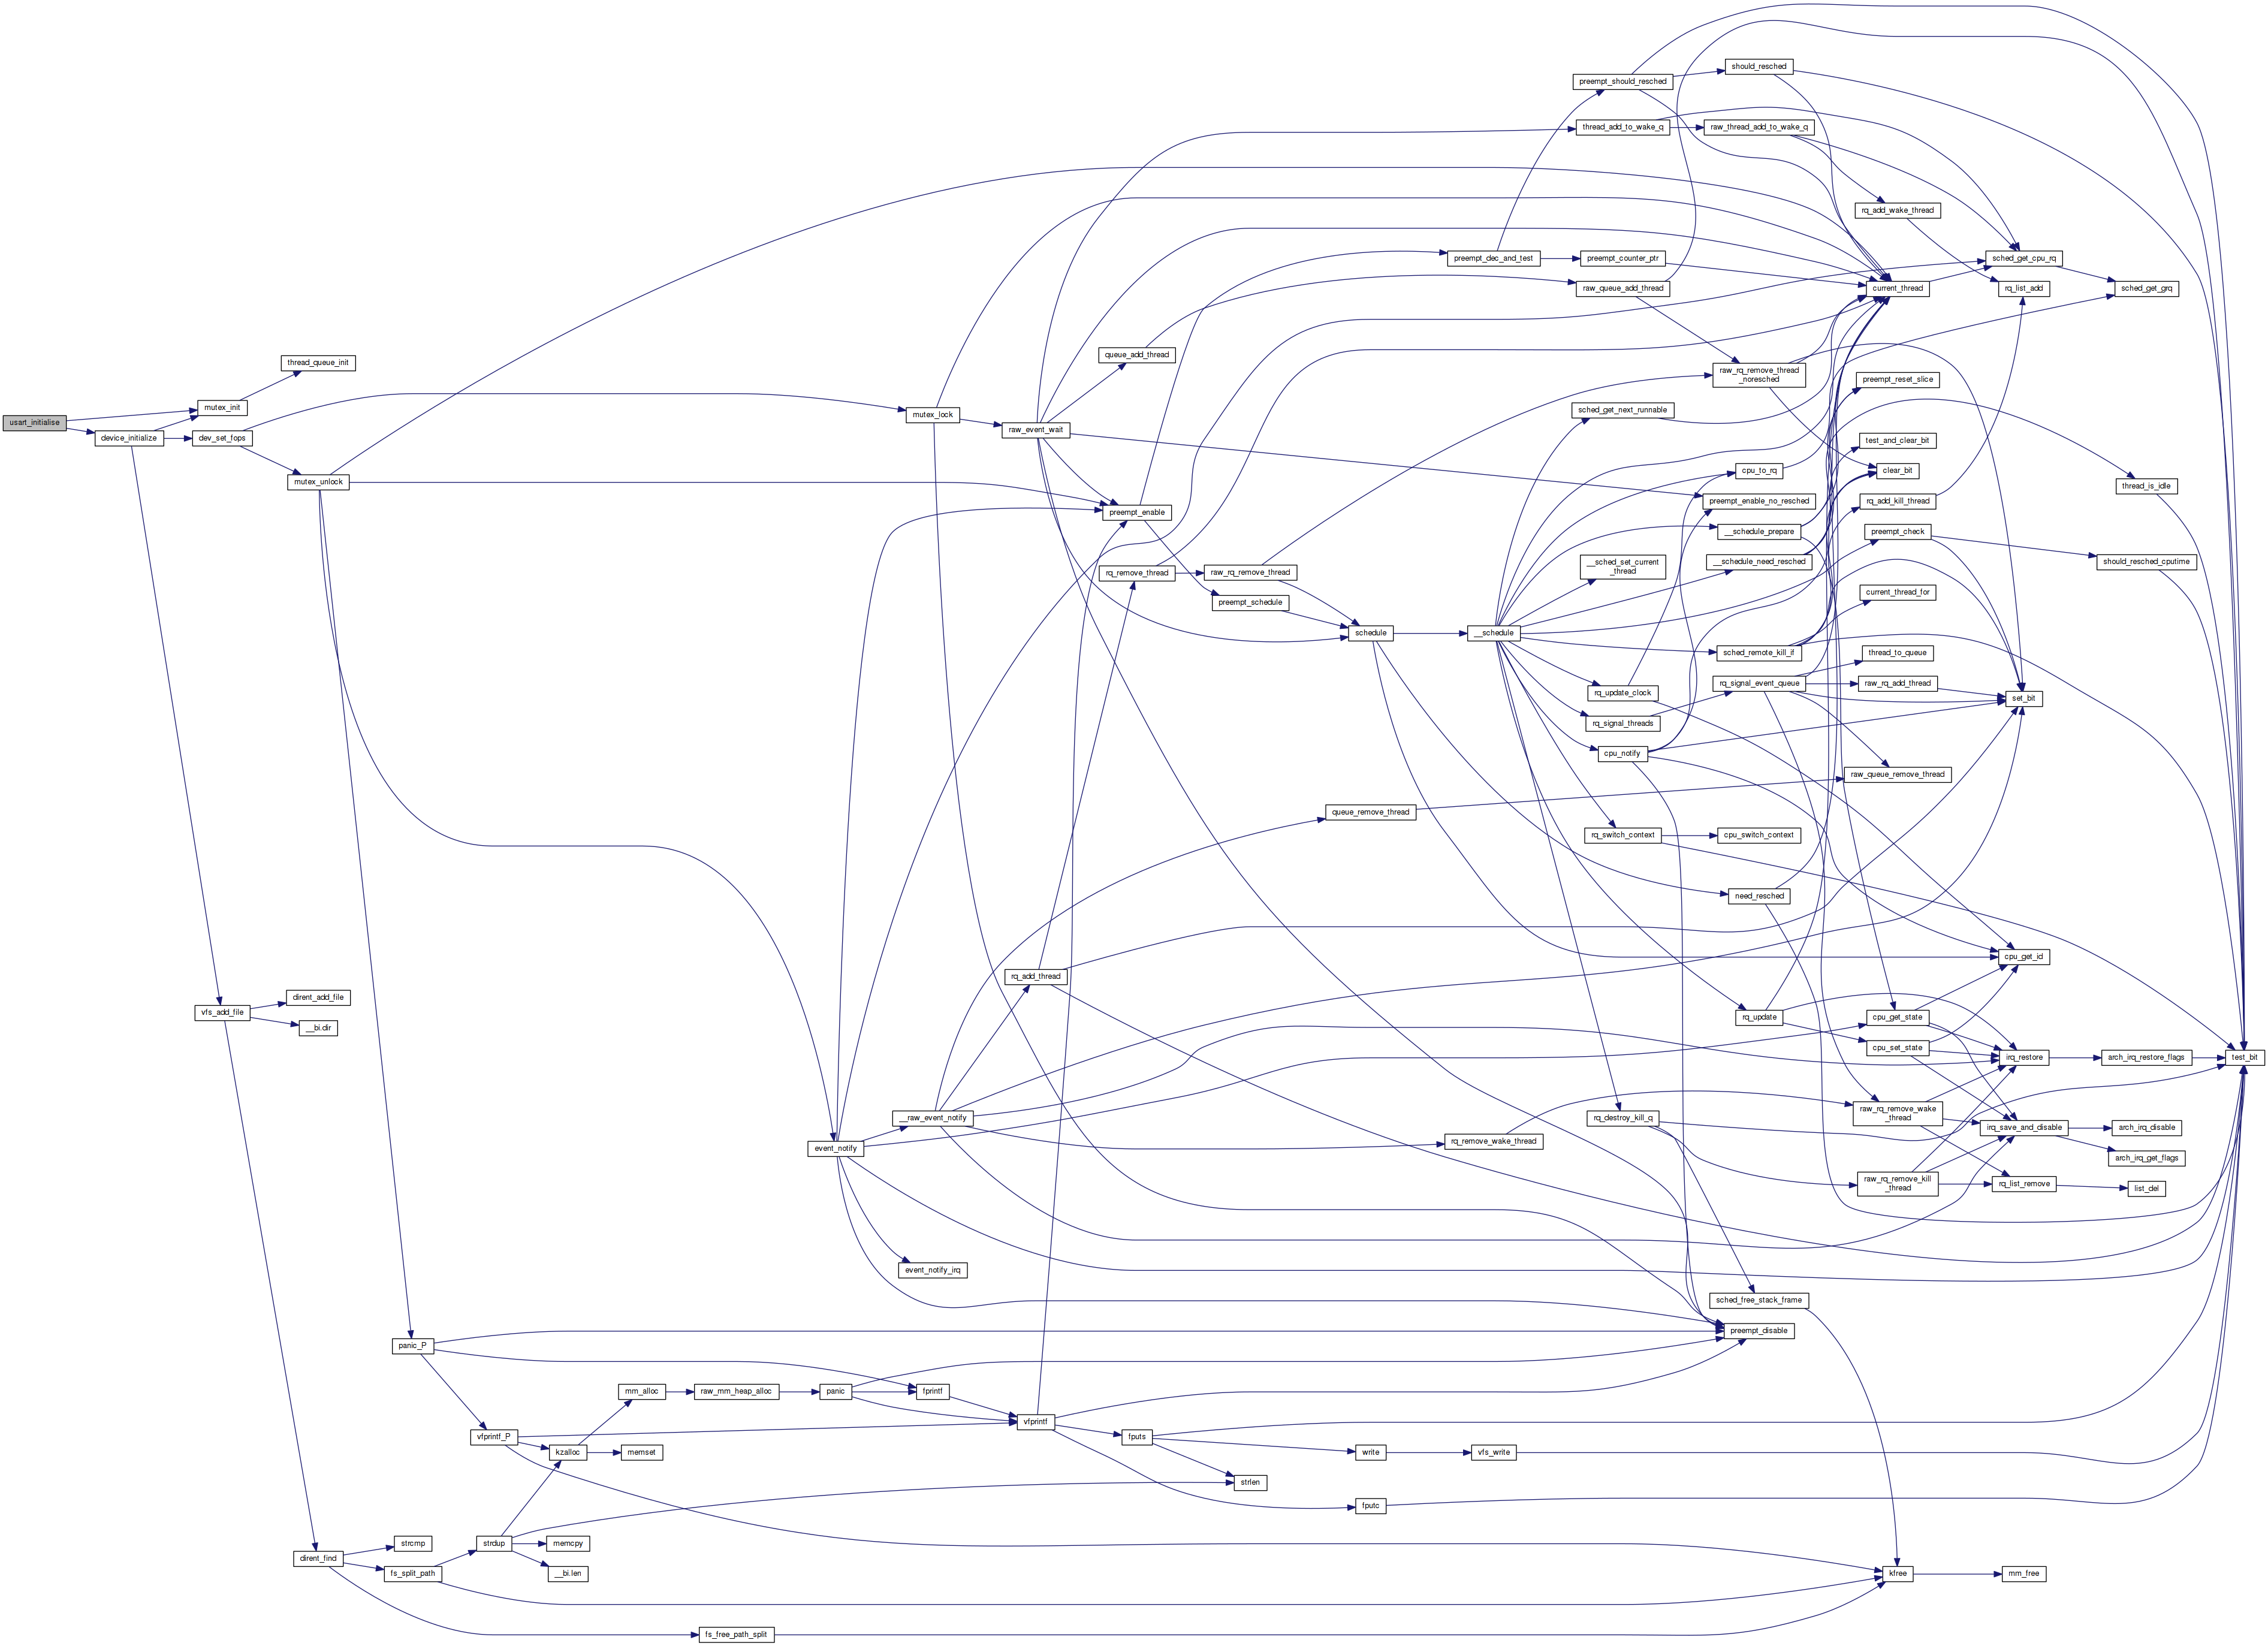 usart_initialise
thread_queue_init
mutex_init
device_initialize
dev_set_fops
mutex_unlock
vfs_add_file
dirent_add_file
__bi.dir
panic_P
vfprintf_P
kzalloc
mm_alloc
memset
raw_mm_heap_alloc
panic
fprintf
vfprintf
dirent_find
strcmp
fs_split_path
strdup
memcpy
__bi.len
fs_free_path_split
mutex_lock
raw_event_wait
queue_add_thread
preempt_enable
rq_remove_thread
raw_rq_remove_thread
preempt_schedule
schedule
__schedule
rq_add_thread
__raw_event_notify
event_notify
event_notify_irq
queue_remove_thread
rq_remove_wake_thread
fputs
write
vfs_write
strlen
fputc
preempt_should_resched
should_resched
thread_add_to_wake_q
raw_thread_add_to_wake_q
rq_add_wake_thread
preempt_dec_and_test
preempt_counter_ptr
raw_queue_add_thread
current_thread
sched_get_cpu_rq
rq_list_add
sched_get_grq
raw_rq_remove_thread
_noresched
preempt_reset_slice
sched_get_next_runnable
test_and_clear_bit
cpu_to_rq
clear_bit
thread_is_idle
preempt_enable_no_resched
rq_add_kill_thread
__schedule_prepare
preempt_check
__sched_set_current
_thread
__schedule_need_resched
should_resched_cputime
current_thread_for
sched_remote_kill_if
thread_to_queue
rq_update_clock
rq_signal_event_queue
raw_rq_add_thread
set_bit
rq_signal_threads
cpu_notify
raw_queue_remove_thread
rq_switch_context
cpu_switch_context
need_resched
cpu_get_id
rq_update
cpu_get_state
cpu_set_state
irq_restore
arch_irq_restore_flags
test_bit
rq_destroy_kill_q
raw_rq_remove_wake
_thread
irq_save_and_disable
arch_irq_disable
arch_irq_get_flags
raw_rq_remove_kill
_thread
rq_list_remove
list_del
sched_free_stack_frame
preempt_disable
kfree
mm_free